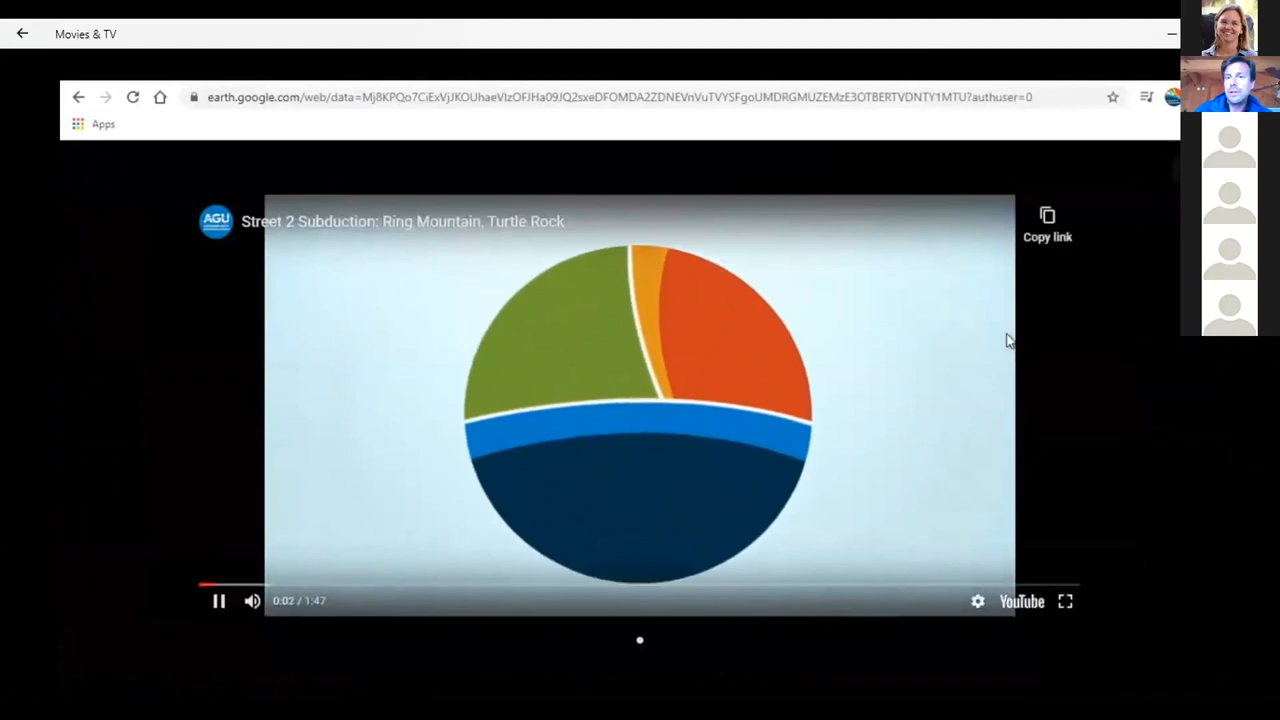 Movies & TV
earth.google.com/web/data=Mj8KPQo7CiExVjJKOUhaeVIzOFJHa09JQ2sxeDFOMDA2ZDNEVnVuTVYSFgoUMDRGMUZEMzE3OTBERTVDNTY1MTU?authuser=0
Apps
AGU
Street 2 Subduction: Ring Mountain, Turtle Rock
Copy link
0:02 / 1:47
YouTube